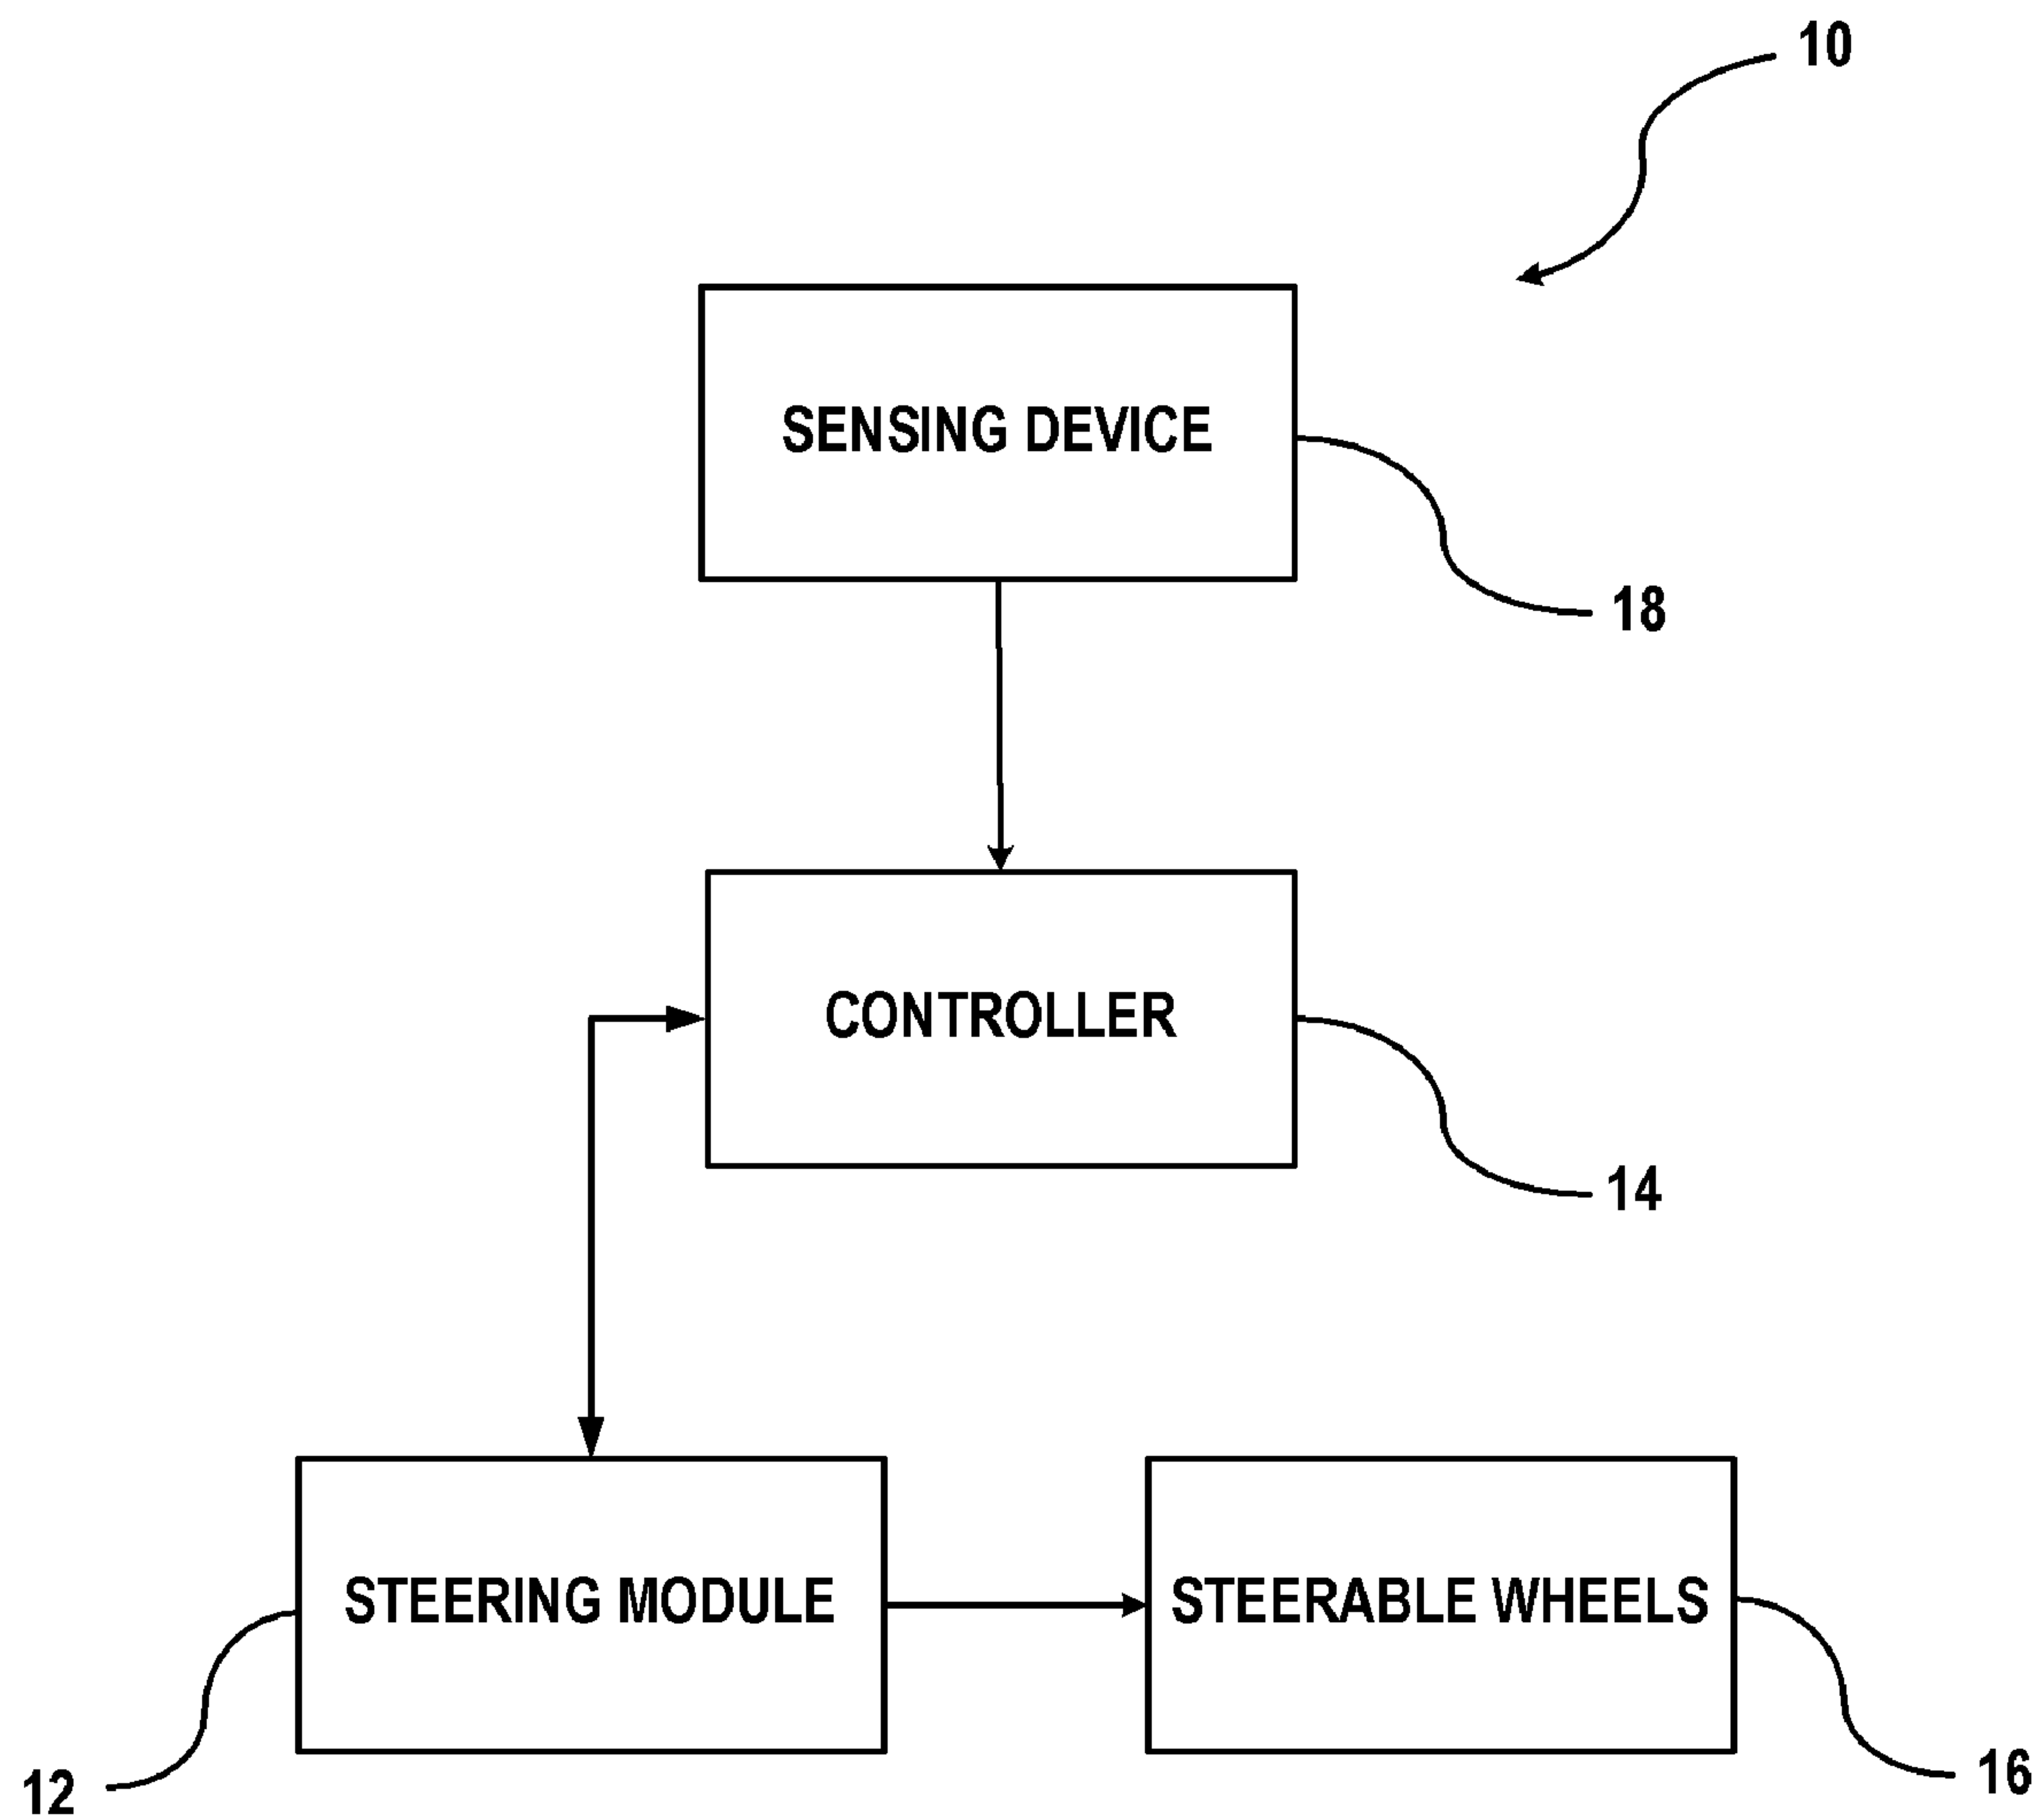 10
SENSING DEVICE
18
CONTROLLER
14
STEERING MODULE
STEERABLE WHEELS
12
16